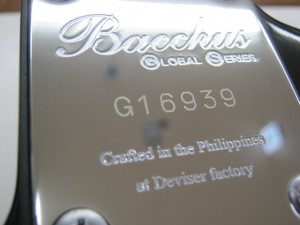 Bacchus
GLOBAL SERIES
G16939
Crafted in the Philippines
at Deviser factory